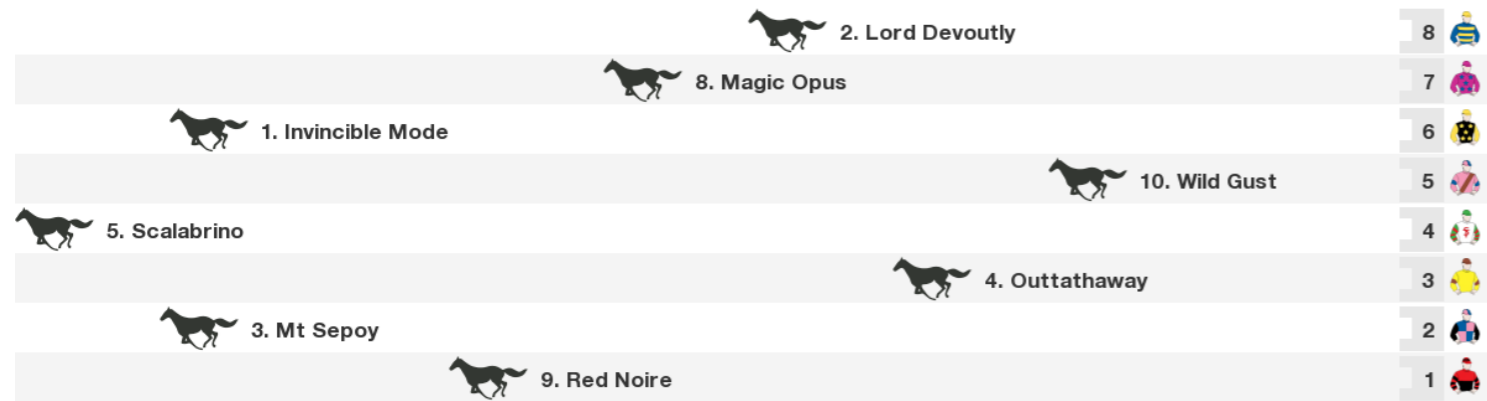 2. Lord Devoutly 8
8. Magic Opus 7
1. Invincible Mode 6
10. Wild Gust 5
5. Scalabrino 4
4. Outtathaway 3
3. Mt Sepoy 2
9. Red Noire 1